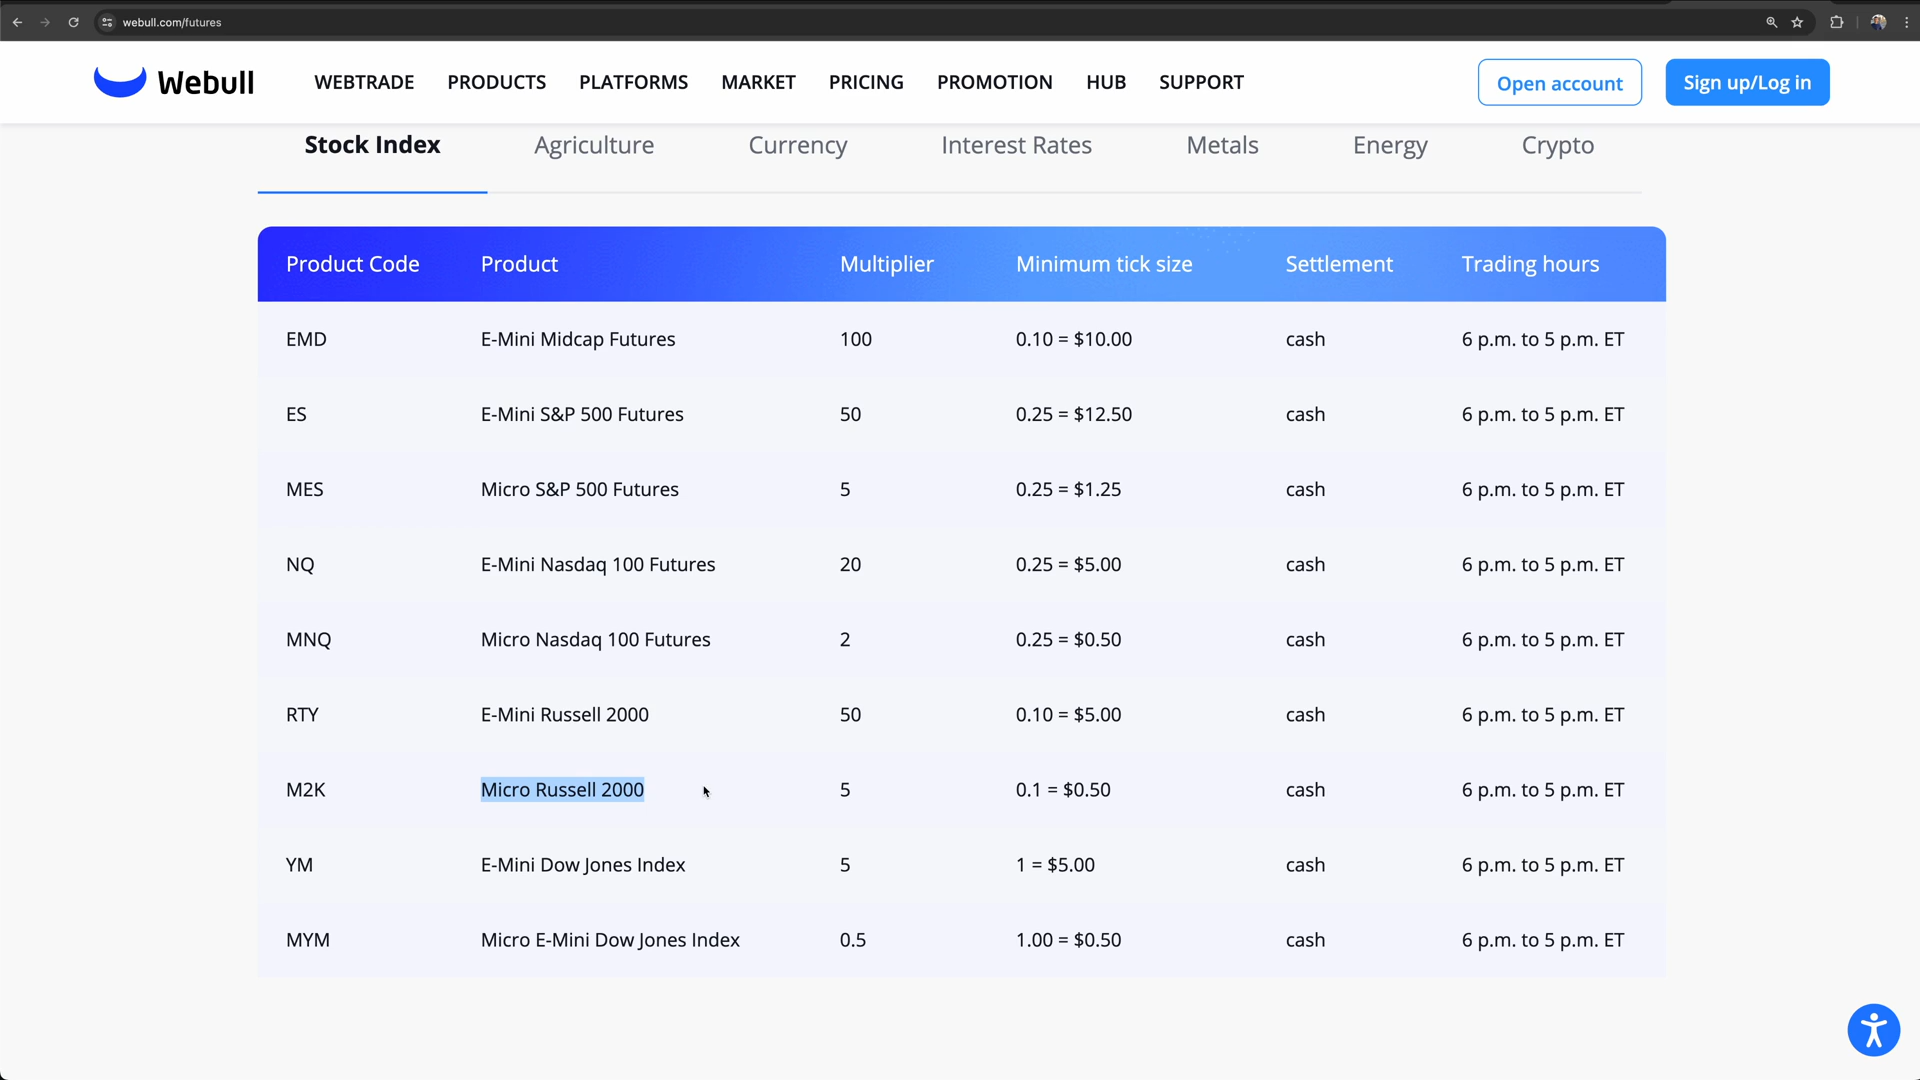 webull.com/futures
Webull WEBTRADE PRODUCTS PLATFORMS MARKET PRICING PROMOTION HUB SUPPORT Open account Sign up/Log in
Stock Index Agriculture Currency Interest Rates Metals Energy Crypto
Product Code Product Multiplier Minimum tick size Settlement Trading hours
EMD E-Mini Midcap Futures 100 0.10 = $10.00 cash 6 p.m. to 5 p.m. ET
ES E-Mini S&P 500 Futures 50 0.25 = $12.50 cash 6 p.m. to 5 p.m. ET
MES Micro S&P 500 Futures 5 0.25 = $1.25 cash 6 p.m. to 5 p.m. ET
NQ E-Mini Nasdaq 100 Futures 20 0.25 = $5.00 cash 6 p.m. to 5 p.m. ET
MNQ Micro Nasdaq 100 Futures 2 0.25 = $0.50 cash 6 p.m. to 5 p.m. ET
RTY E-Mini Russell 2000 50 0.10 = $5.00 cash 6 p.m. to 5 p.m. ET
M2K Micro Russell 2000 5 0.1 = $0.50 cash 6 p.m. to 5 p.m. ET
YM E-Mini Dow Jones Index 5 1 = $5.00 cash 6 p.m. to 5 p.m. ET
MYM Micro E-Mini Dow Jones Index 0.5 1.00 = $0.50 cash 6 p.m. to 5 p.m. ET